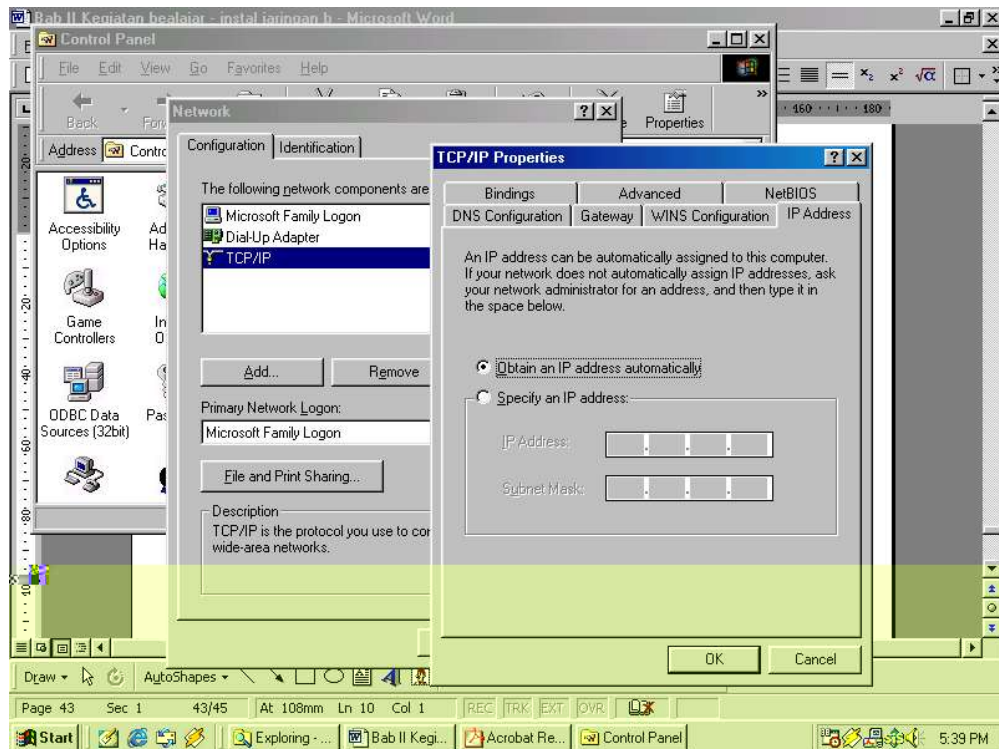 Bab II Kegiatan bealajar - instal jaringan b - Microsoft Word
Control Panel
File Edit View Go Favorites Help
Back
Properties
Address Contro
460 180
Accessibility Options
Ad
Ha
Game Controllers
In
O
ODBC Data Sources (32bit)
Pas
Network
Configuration Identification
The following network components are
Microsoft Family Logon
Dial-Up Adapter
TCP/IP
Add... Remove
Primary Network Logon:
Microsoft Family Logon
File and Print Sharing...
Description
TCP/IP is the protocol you use to con
wide-area networks.
TCP/IP Properties
Bindings Advanced NetBIOS
DNS Configuration Gateway WINS Configuration IP Address
An IP address can be automatically assigned to this computer.
If your network does not automatically assign IP addresses, ask
your network administrator for an address, and then type it in
the space below.
Obtain an IP address automatically
Specify an IP address:
IP Address:
Subnet Mask:
OK Cancel
Draw AutoShapes
Page 43 Sec 1 43/45 At 108mm Ln 10 Col 1 REC TRK EXT OVR
Start Exploring - ... Bab II Kegi... Acrobat Re... Control Panel 5:39 PM